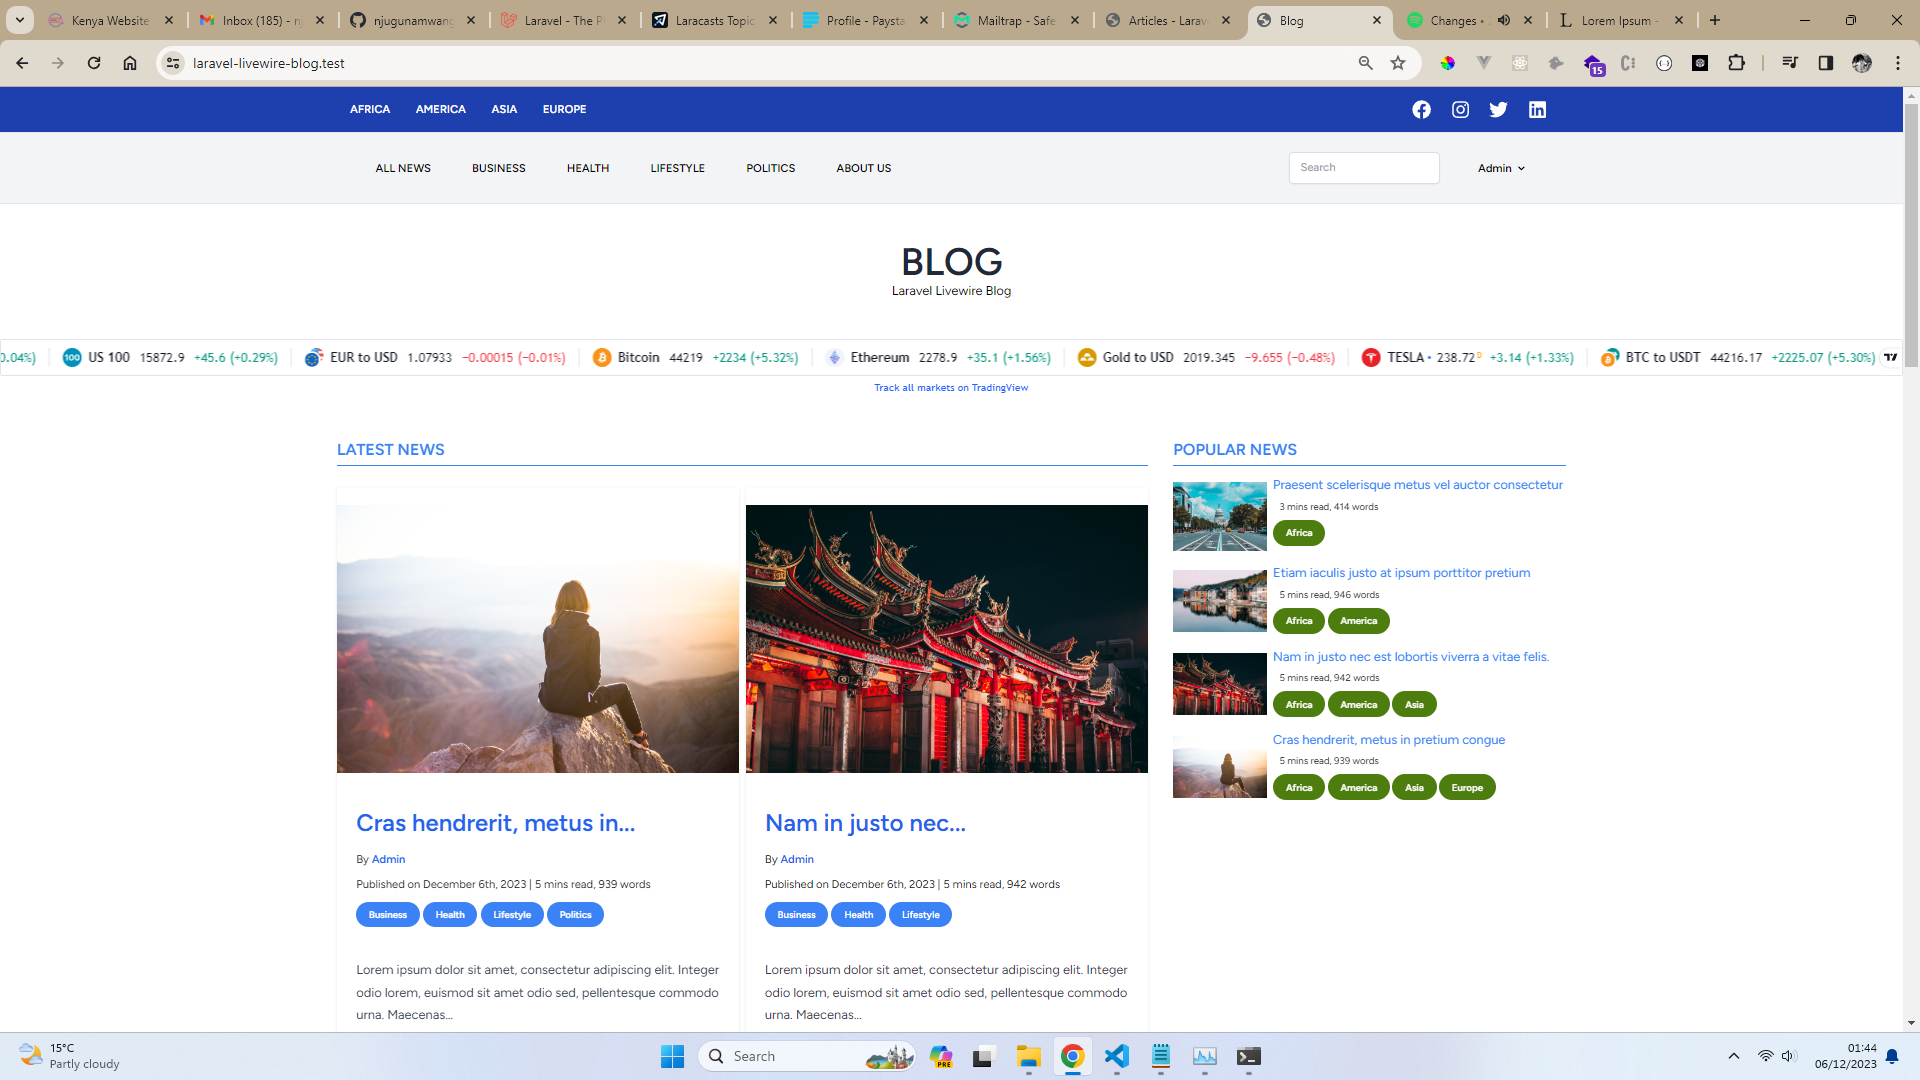 Kenya Website
Inbox (185) - nj
njugunamwang
Laravel - The P
Laracasts Topic
Profile - Paysta
Mailtrap - Safe
Articles - Larav
Blog
Changes •
Lorem Ipsum -
laravel-livewire-blog.test
15
AFRICA AMERICA ASIA EUROPE
ALL NEWS BUSINESS HEALTH LIFESTYLE POLITICS ABOUT US
Search
Admin
BLOG
Laravel Livewire Blog
0.04%) 100 US 100 15872.9 +45.6 (+0.29%) EUR to USD 1.07933 −0.00015 (−0.01%) Bitcoin 44219 +2234 (+5.32%) Ethereum 2278.9 +35.1 (+1.56%) Gold to USD 2019.345 −9.655 (−0.48%) TESLA • 238.72 D +3.14 (+1.33%) BTC to USDT 44216.17 +2225.07 (+5.30%)
Track all markets on TradingView
LATEST NEWS
Cras hendrerit, metus in...
By Admin
Published on December 6th, 2023 | 5 mins read, 939 words
Business Health Lifestyle Politics
Lorem ipsum dolor sit amet, consectetur adipiscing elit. Integer
odio lorem, euismod sit amet odio sed, pellentesque commodo
urna. Maecenas...
Nam in justo nec...
By Admin
Published on December 6th, 2023 | 5 mins read, 942 words
Business Health Lifestyle
Lorem ipsum dolor sit amet, consectetur adipiscing elit. Integer
odio lorem, euismod sit amet odio sed, pellentesque commodo
urna. Maecenas...
POPULAR NEWS
Praesent scelerisque metus vel auctor consectetur
3 mins read, 414 words
Africa
Etiam iaculis justo at ipsum porttitor pretium
5 mins read, 946 words
Africa America
Nam in justo nec est lobortis viverra a vitae felis.
5 mins read, 942 words
Africa America Asia
Cras hendrerit, metus in pretium congue
5 mins read, 939 words
Africa America Asia Europe
15°C
Partly cloudy
Search
PRE
01:44
06/12/2023